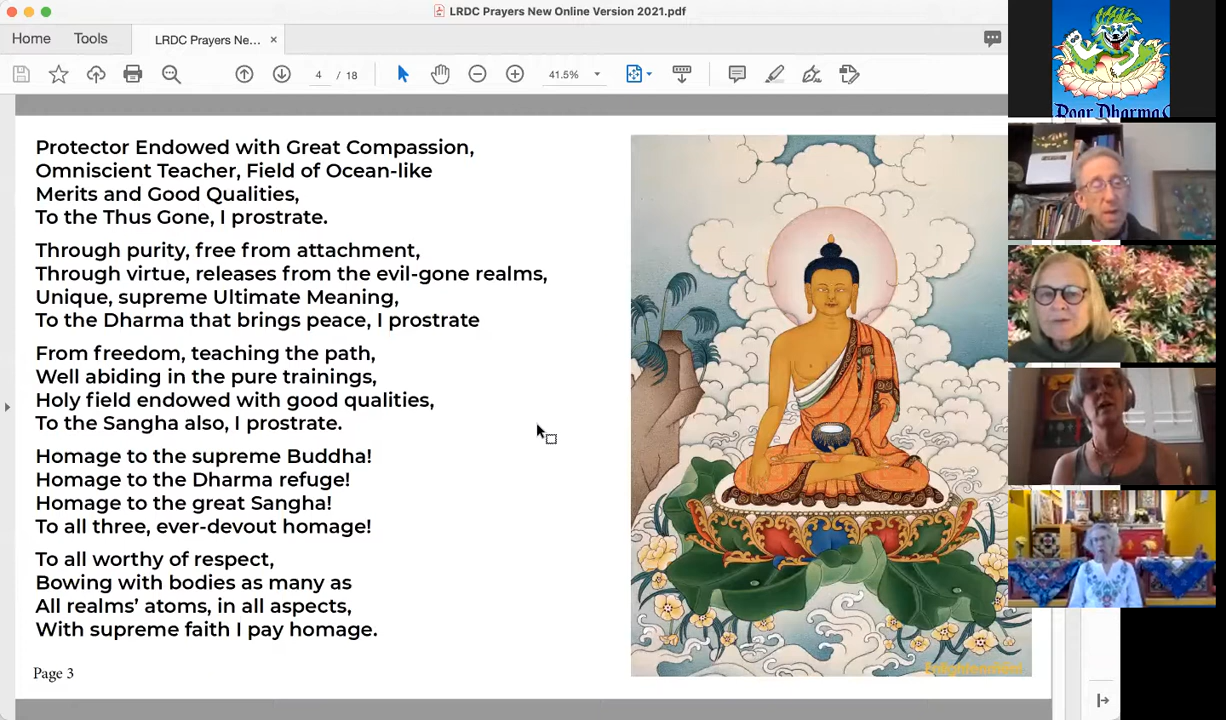 LRDC Prayers New Online Version 2021.pdf
Home
Tools
LRDC Prayers Ne... ×
4 / 18
41.5%
Protector Endowed with Great Compassion,
Omniscient Teacher, Field of Ocean-like
Merits and Good Qualities,
To the Thus Gone, I prostrate.
Through purity, free from attachment,
Through virtue, releases from the evil-gone realms,
Unique, supreme Ultimate Meaning,
To the Dharma that brings peace, I prostrate
From freedom, teaching the path,
Well abiding in the pure trainings,
Holy field endowed with good qualities,
To the Sangha also, I prostrate.
Homage to the supreme Buddha!
Homage to the Dharma refuge!
Homage to the great Sangha!
To all three, ever-devout homage!
To all worthy of respect,
Bowing with bodies as many as
All realms’ atoms, in all aspects,
With supreme faith I pay homage.
Page 3
Roar Dharma